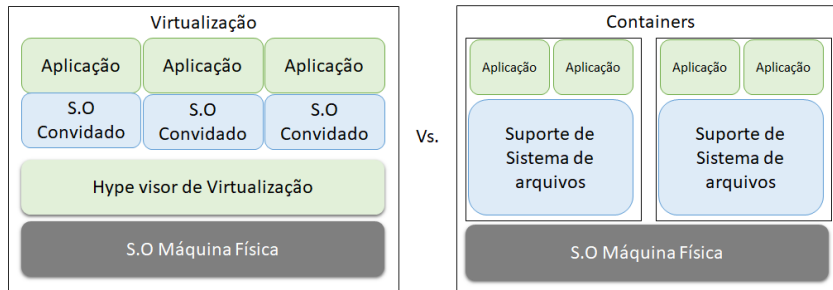 Virtualização
Aplicação
Aplicação
Aplicação
S.O
Convidado
S.O
Convidado
S.O
Convidado
Hype visor de Virtualização
S.O Máquina Física
Vs.
Containers
Aplicação
Aplicação
Aplicação
Aplicação
Suporte de
Sistema de
arquivos
Suporte de
Sistema de
arquivos
S.O Máquina Física